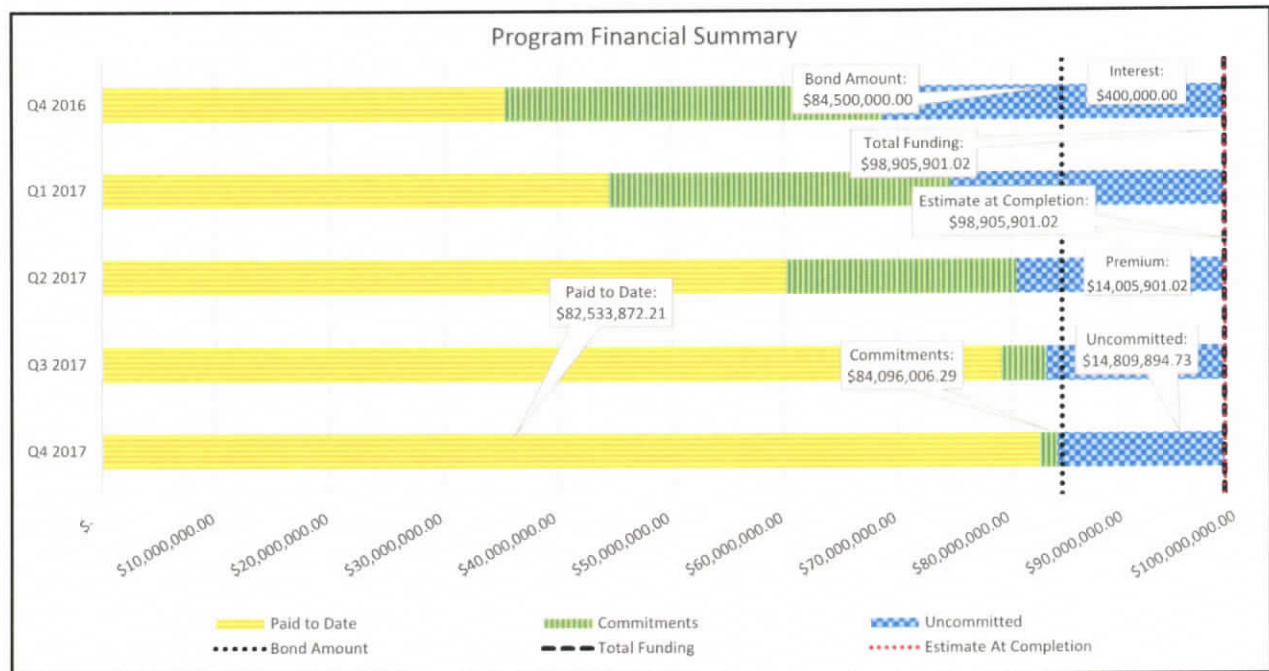 Program Financial Summary
Q4 2016
Bond Amount:
$84,500,000.00
Interest:
$400,000.00
Total Funding:
$98,905,901.02
Q1 2017
Estimate at Completion:
$98,905,901.02
Q2 2017
Paid to Date:
$82,533,872.21
Premium:
$14,005,901.02
Q3 2017
Commitments:
$84,096,006.29
Uncommitted:
$14,809,894.73
Q4 2017
$-
$10,000,000.00
$20,000,000.00
$30,000,000.00
$40,000,000.00
$50,000,000.00
$60,000,000.00
$70,000,000.00
$80,000,000.00
$90,000,000.00
$100,000,000.00
Paid to Date
Commitments
Uncommitted
Bond Amount
Total Funding
Estimate At Completion